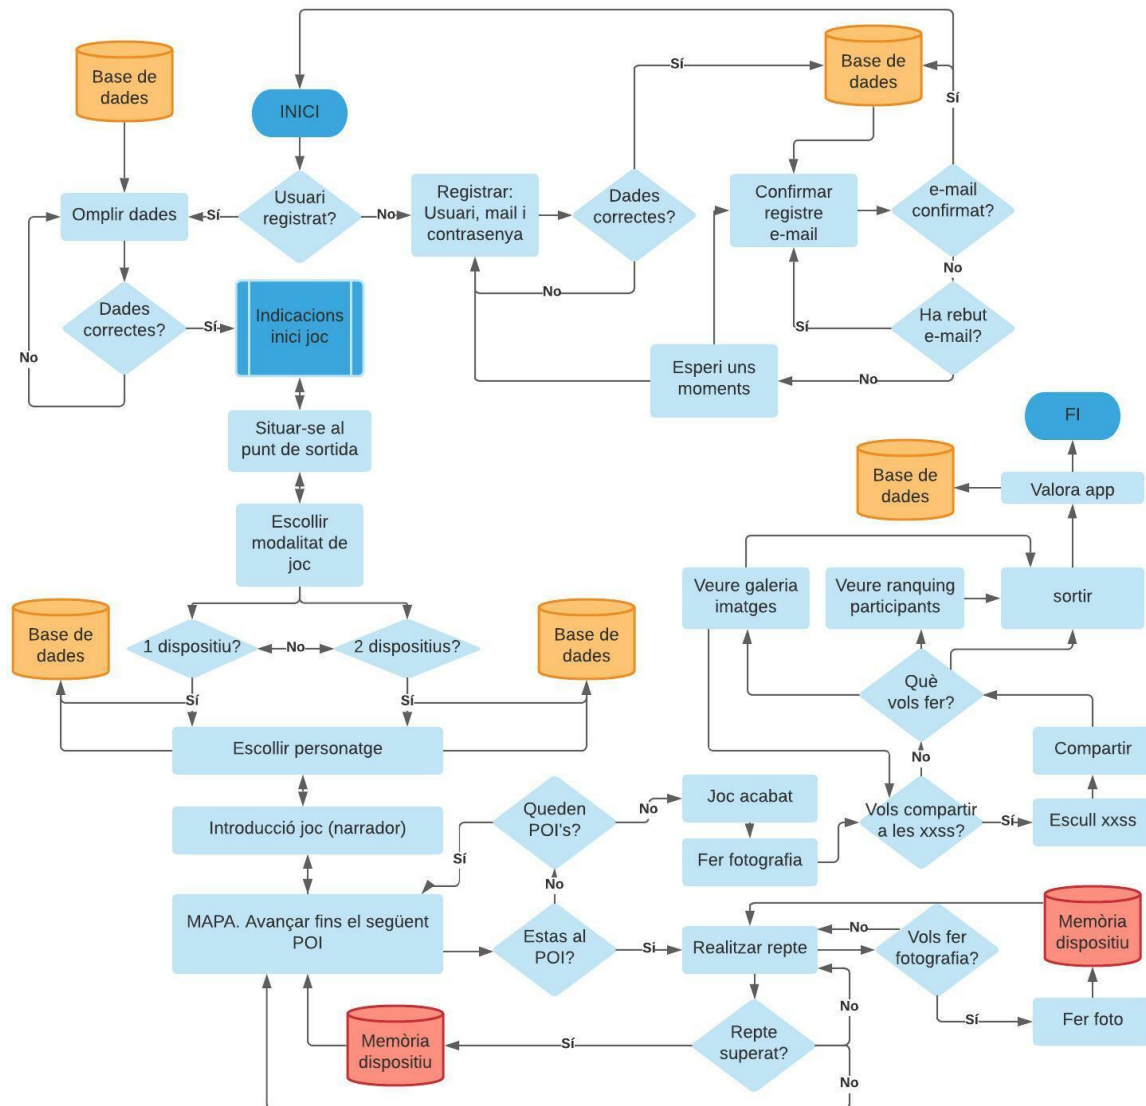 Base de
dades
INICI
Base de
dades
Sí
Sí
Omplir dades
Sí
Usuari
registrat?
No
Registrar:
Usuari, mail i
contrasenya
Dades
correctes?
No
Confirmar
registre
e-mail
e-mail
confirmat?
No
Dades
correctes?
Sí
No
Indicacions
inici joc
Ha rebut
e-mail?
Sí
No
Esperi uns
moments
Situar-se al
punt de sortida
Escollir
modalitat de
joc
FI
Valora app
Base de
dades
Veure galeria
imatges
Veure ranquing
participants
sortir
Base de
dades
1 dispositiu?
No
2 dispositius?
Base de
dades
Sí
Sí
Què
vols fer?
No
Escollir personatge
Compartir
Introducció joc (narrador)
Queden
POI's?
No
Sí
No
Joc acabat
Fer fotografia
Vols compartir
a les xxss?
Sí
Escull xxss
MAPA. Avançar fins el següent
POI
Estas al
POI?
Si
Realitzar repte
No
Vols fer
fotografia?
Sí
Memòria
dispositiu
Fer foto
Memòria
dispositiu
Sí
Repte
superat?
No
No